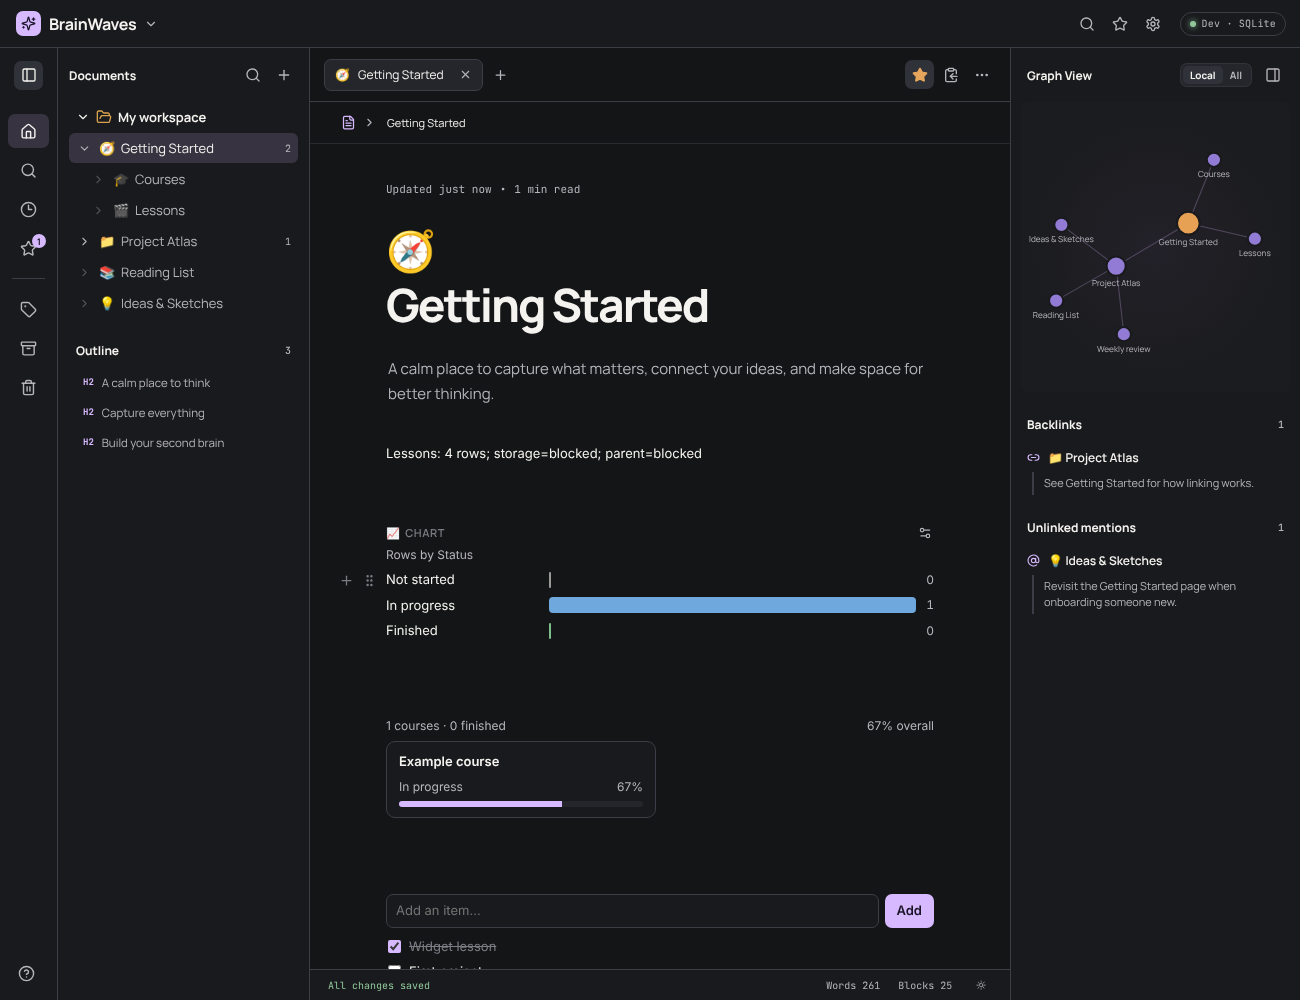 BrainWaves
Dev · SQLite
Documents
My workspace
Getting Started 2
Courses
Lessons
Project Atlas 1
Reading List
Ideas & Sketches
1
Outline 3
H2 A calm place to think
H2 Capture everything
H2 Build your second brain
Getting Started
Getting Started
Updated just now • 1 min read
Getting Started
A calm place to capture what matters, connect your ideas, and make space for
better thinking.
Lessons: 4 rows; storage=blocked; parent=blocked
CHART
Rows by Status
Not started 0
In progress 1
Finished 0
1 courses · 0 finished 67% overall
Example course
In progress 67%
Add an item... Add
Widget lesson
All changes saved Words 261 Blocks 25
Graph View Local All
Courses
Ideas & Sketches
Getting Started
Lessons
Project Atlas
Reading List
Weekly review
Backlinks 1
Project Atlas
See Getting Started for how linking works.
Unlinked mentions 1
Ideas & Sketches
Revisit the Getting Started page when
onboarding someone new.